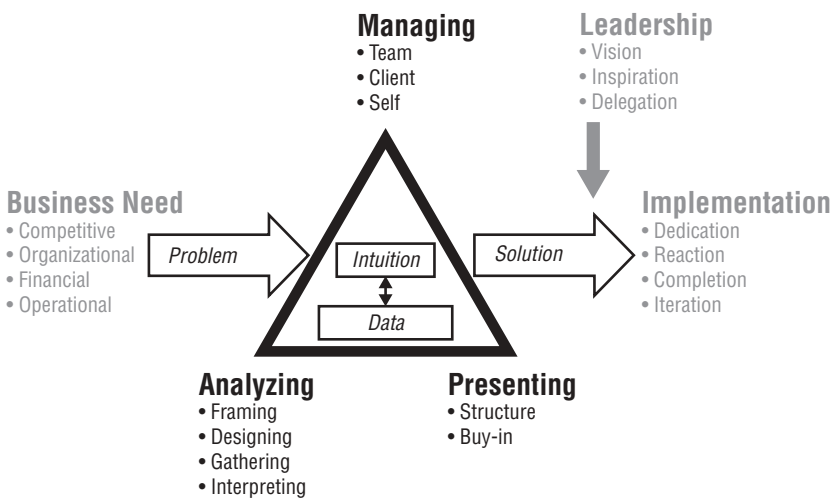 Managing
• Team
• Client
• Self
Leadership
• Vision
• Inspiration
• Delegation
Business Need
• Competitive
• Organizational
• Financial
• Operational
Problem
Intuition
Data
Solution
Implementation
• Dedication
• Reaction
• Completion
• Iteration
Analyzing
• Framing
• Designing
• Gathering
• Interpreting
Presenting
• Structure
• Buy-in